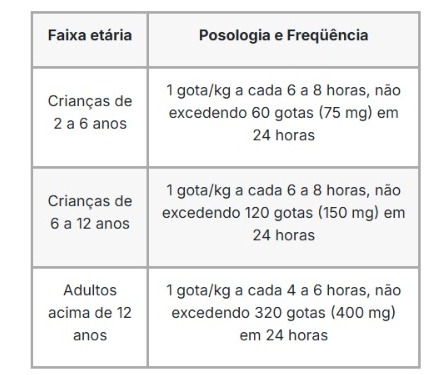 Faixa etária
Posologia e Freqüência
Crianças de
2 a 6 anos
1 gota/kg a cada 6 a 8 horas, não
excedendo 60 gotas (75 mg) em
24 horas
Crianças de
6 a 12 anos
1 gota/kg a cada 6 a 8 horas, não
excedendo 120 gotas (150 mg) em
24 horas
Adultos
acima de 12
anos
1 gota/kg a cada 4 a 6 horas, não
excedendo 320 gotas (400 mg)
em 24 horas